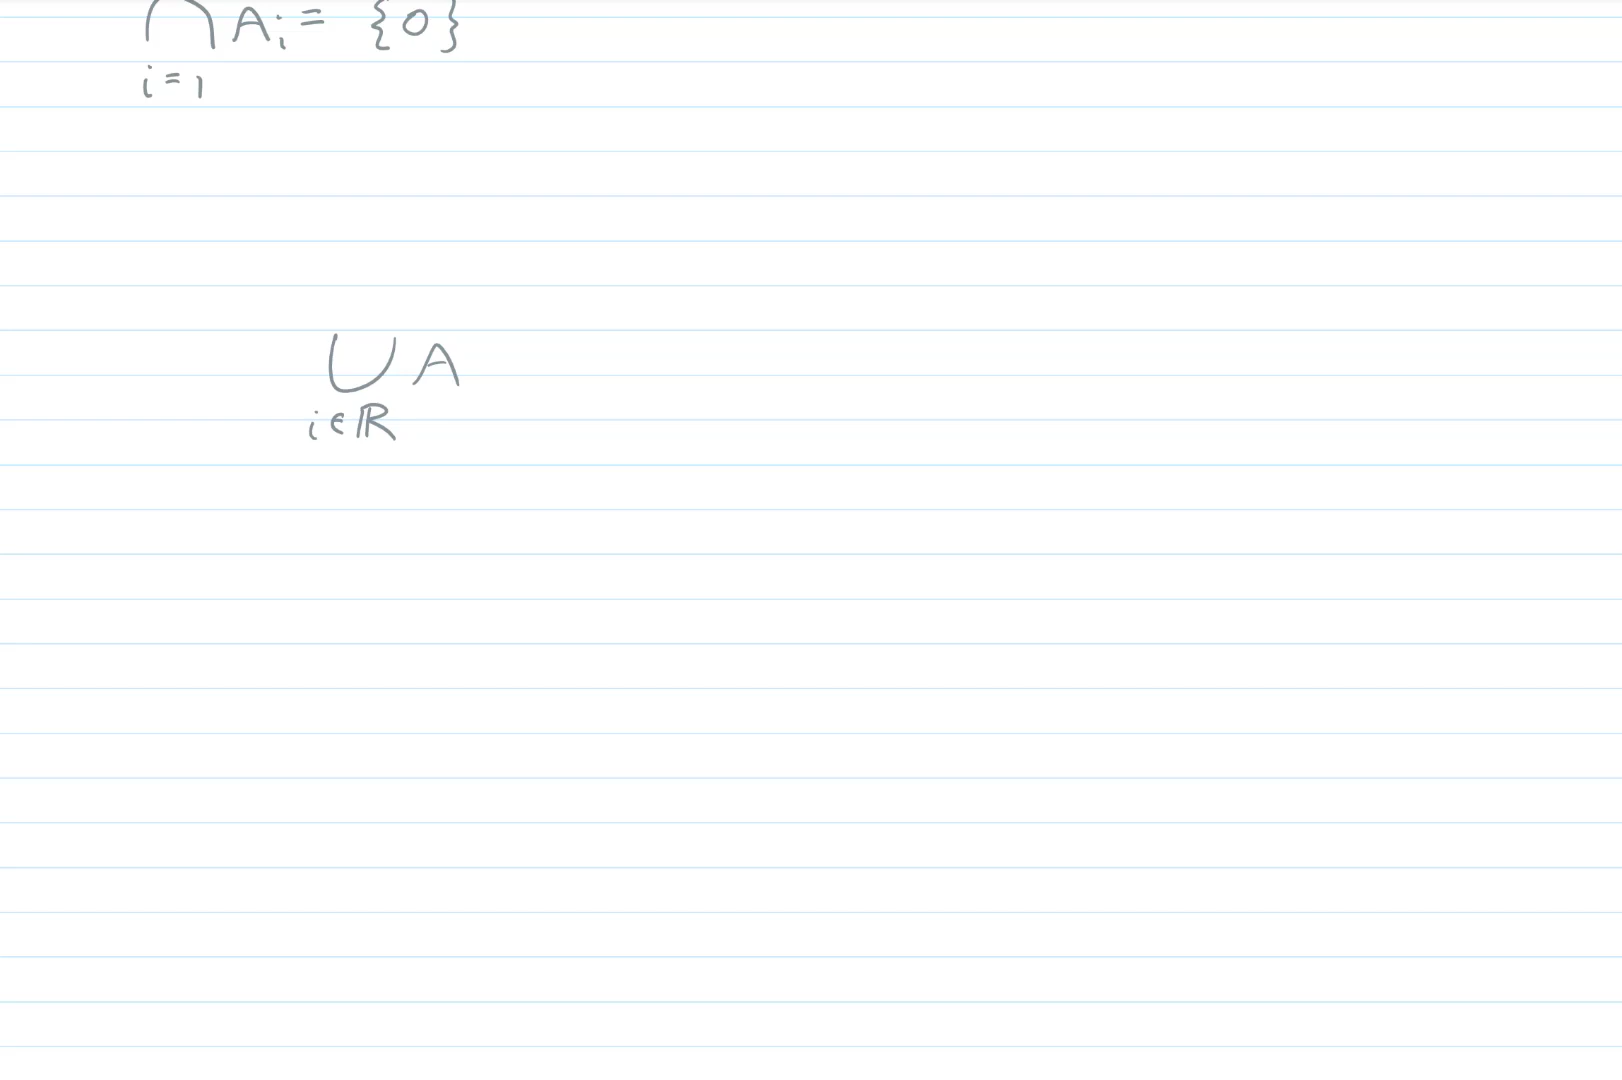 ⋂ Aᵢ = {0}
i = 1
⋃ A
i ∈ ℝ